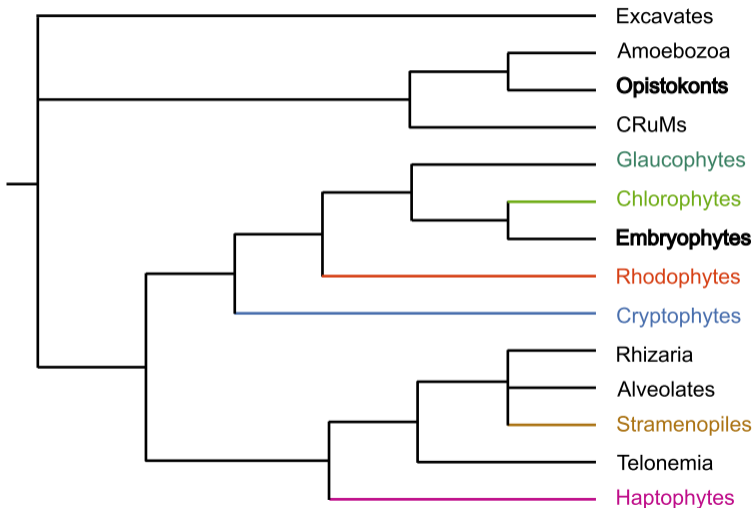 Excavates
Amoebozoa
Opistokonts
CRuMs
Glaucophytes
Chlorophytes
Embryophytes
Rhodophytes
Cryptophytes
Rhizaria
Alveolates
Stramenopiles
Telonemia
Haptophytes